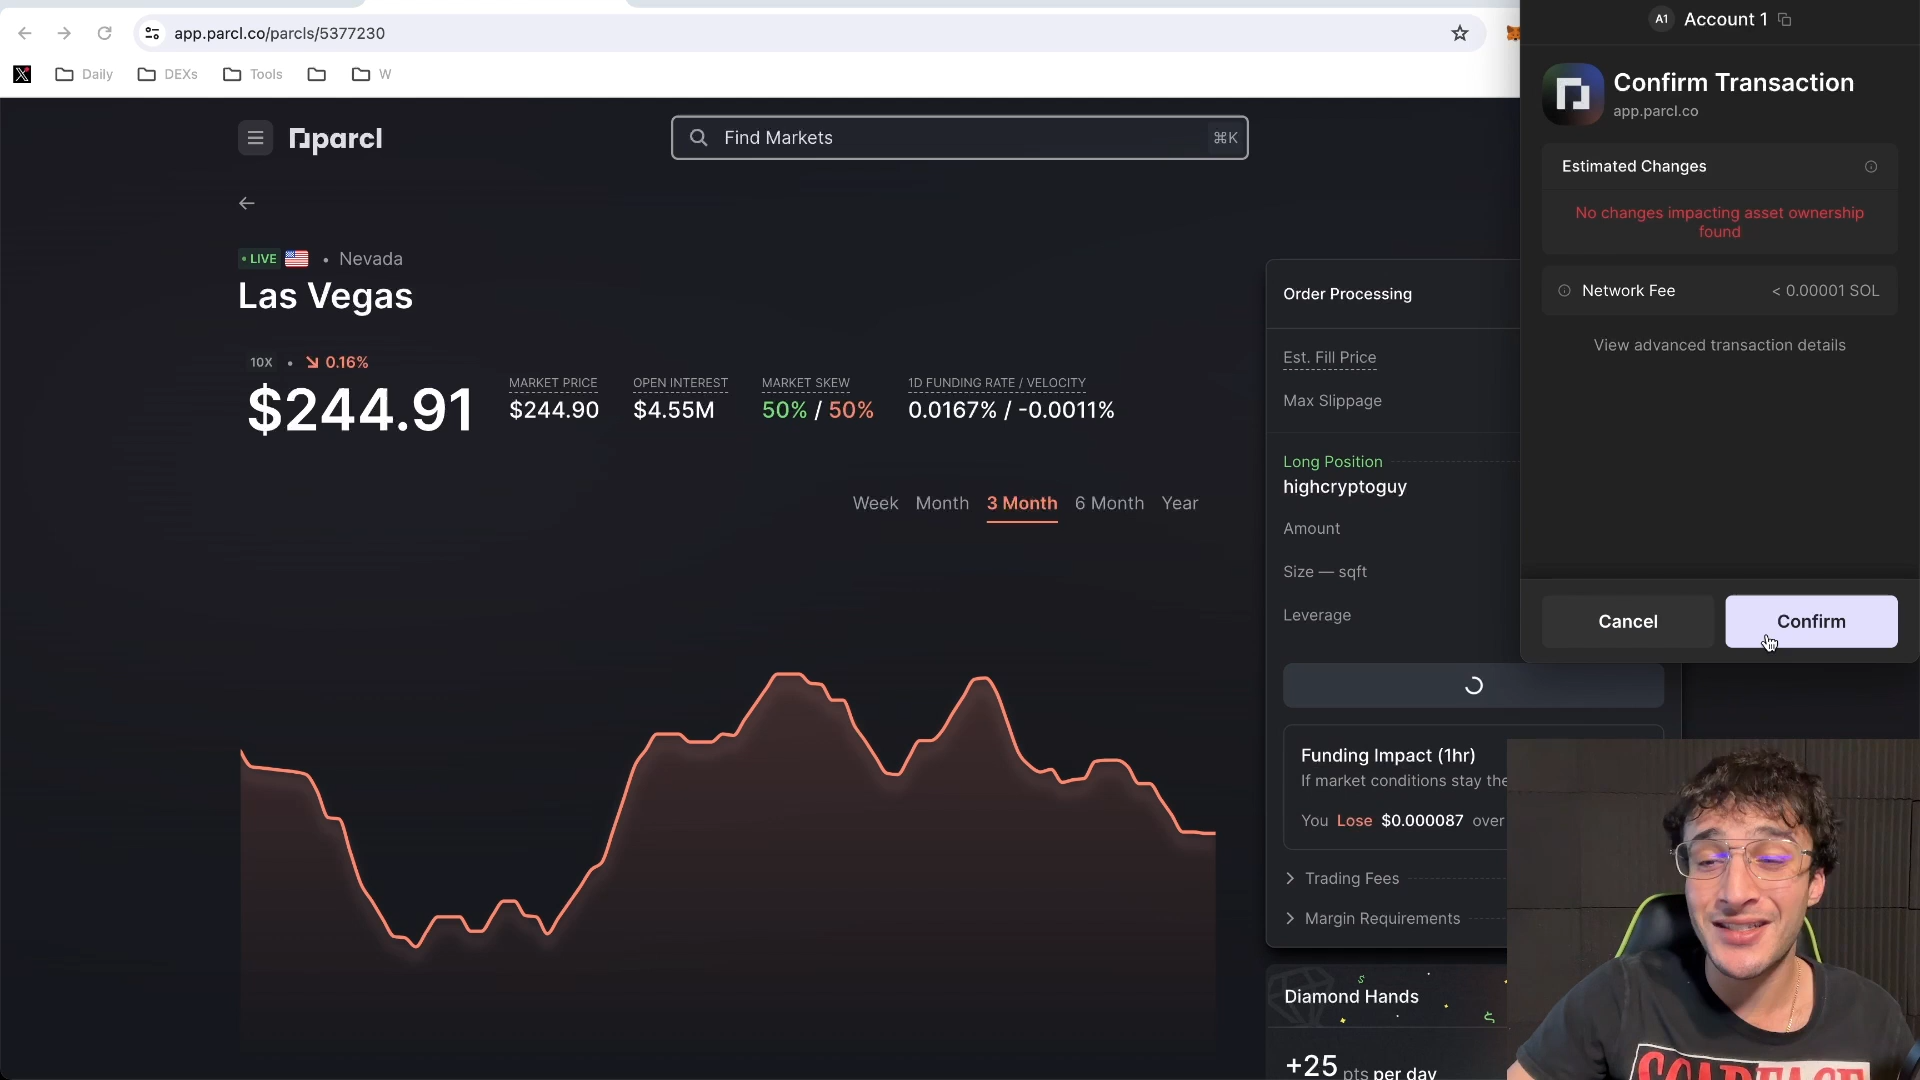 app.parcl.co/parcls/5377230
Daily
DEXs
Tools
W
parcl
Find Markets
⌘K
• LIVE • Nevada
Las Vegas
10X • ↘ 0.16%
$244.91
MARKET PRICE
$244.90
OPEN INTEREST
$4.55M
MARKET SKEW
50% / 50%
1D FUNDING RATE / VELOCITY
0.0167% / -0.0011%
Week Month 3 Month 6 Month Year
Order Processing
Est. Fill Price
Max Slippage
Long Position
highcryptoguy
Amount
Size — sqft
Leverage
Funding Impact (1hr)
If market conditions stay the
You Lose $0.000087 over
Trading Fees
Margin Requirements
Diamond Hands
+25 pts per day
A1 Account 1
Confirm Transaction
app.parcl.co
Estimated Changes
No changes impacting asset ownership
found
Network Fee < 0.00001 SOL
View advanced transaction details
Cancel
Confirm
SCARFACE